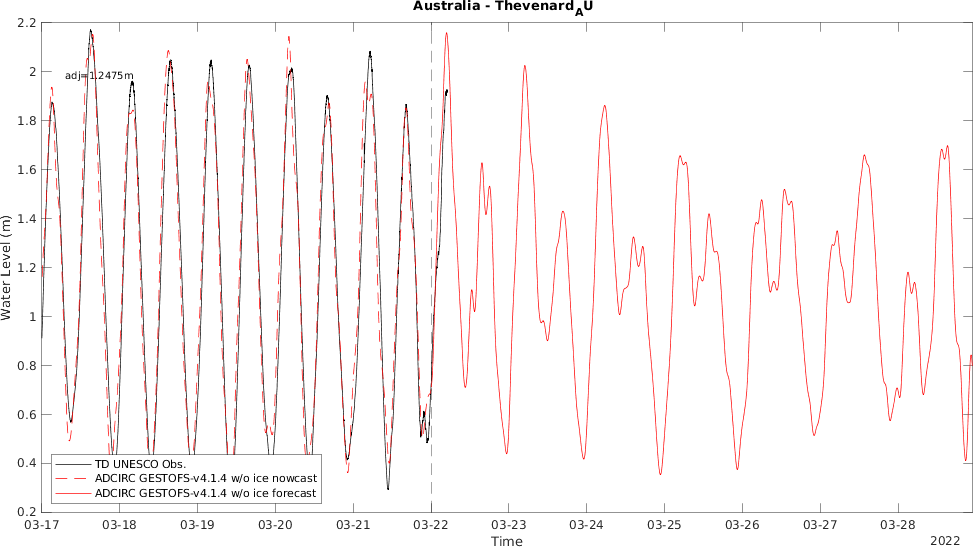 Australia - ThevenardAU
2.2
2
1.8
1.6
1.4
1.2
1
0.8
0.6
0.4
0.2
Water Level (m)
adj=1.2475m
TD UNESCO Obs.
ADCIRC GESTOFS-v4.1.4 w/o ice nowcast
ADCIRC GESTOFS-v4.1.4 w/o ice forecast
03-17 03-18 03-19 03-20 03-21 03-22 03-23 03-24 03-25 03-26 03-27 03-28
Time
2022